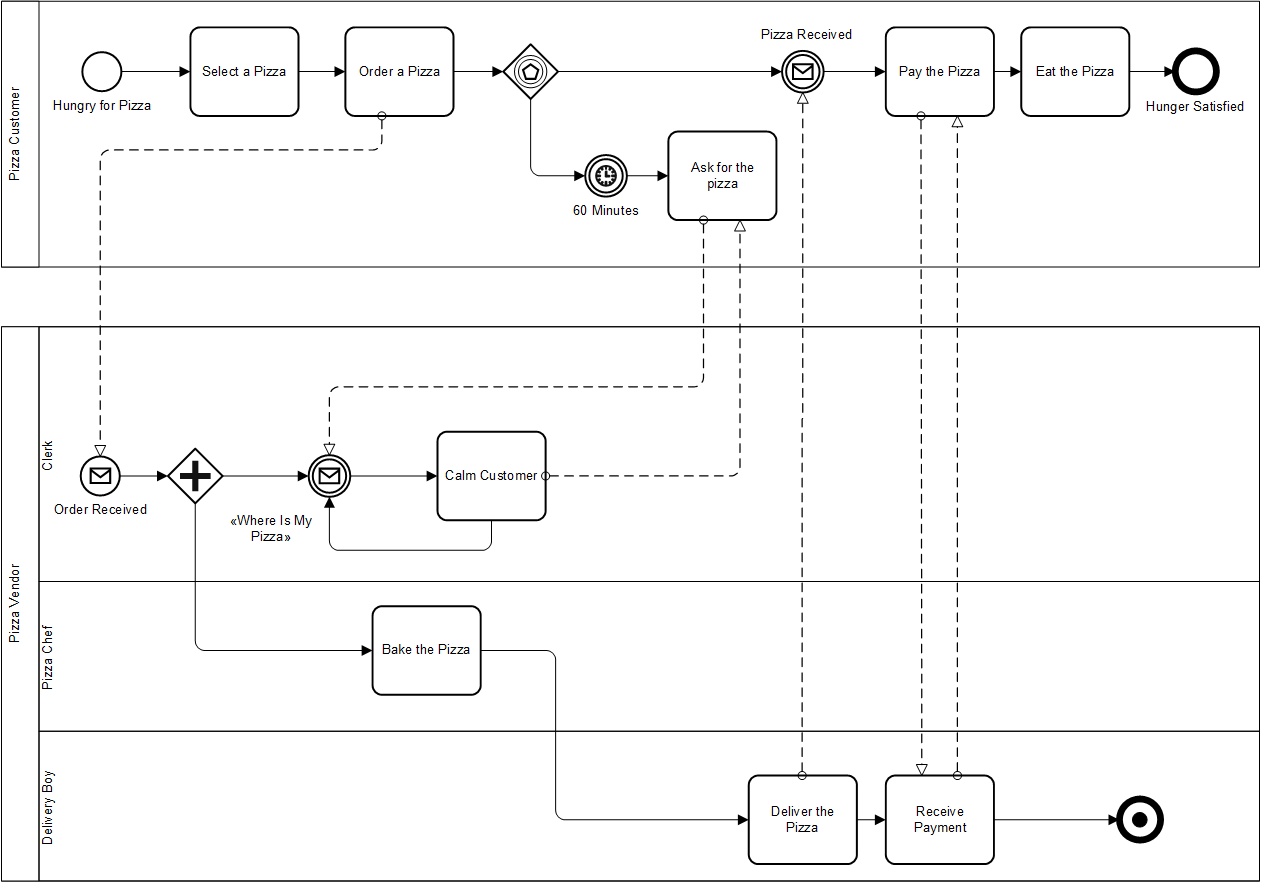 Pizza Customer
Pizza Received
Select a Pizza
Order a Pizza
Pay the Pizza
Eat the Pizza
Hungry for Pizza
Hunger Satisfied
Ask for the
pizza
60 Minutes
Pizza Vendor
Clerk
Calm Customer
Order Received
«Where Is My
Pizza»
Pizza Chef
Bake the Pizza
Delivery Boy
Deliver the
Pizza
Receive
Payment